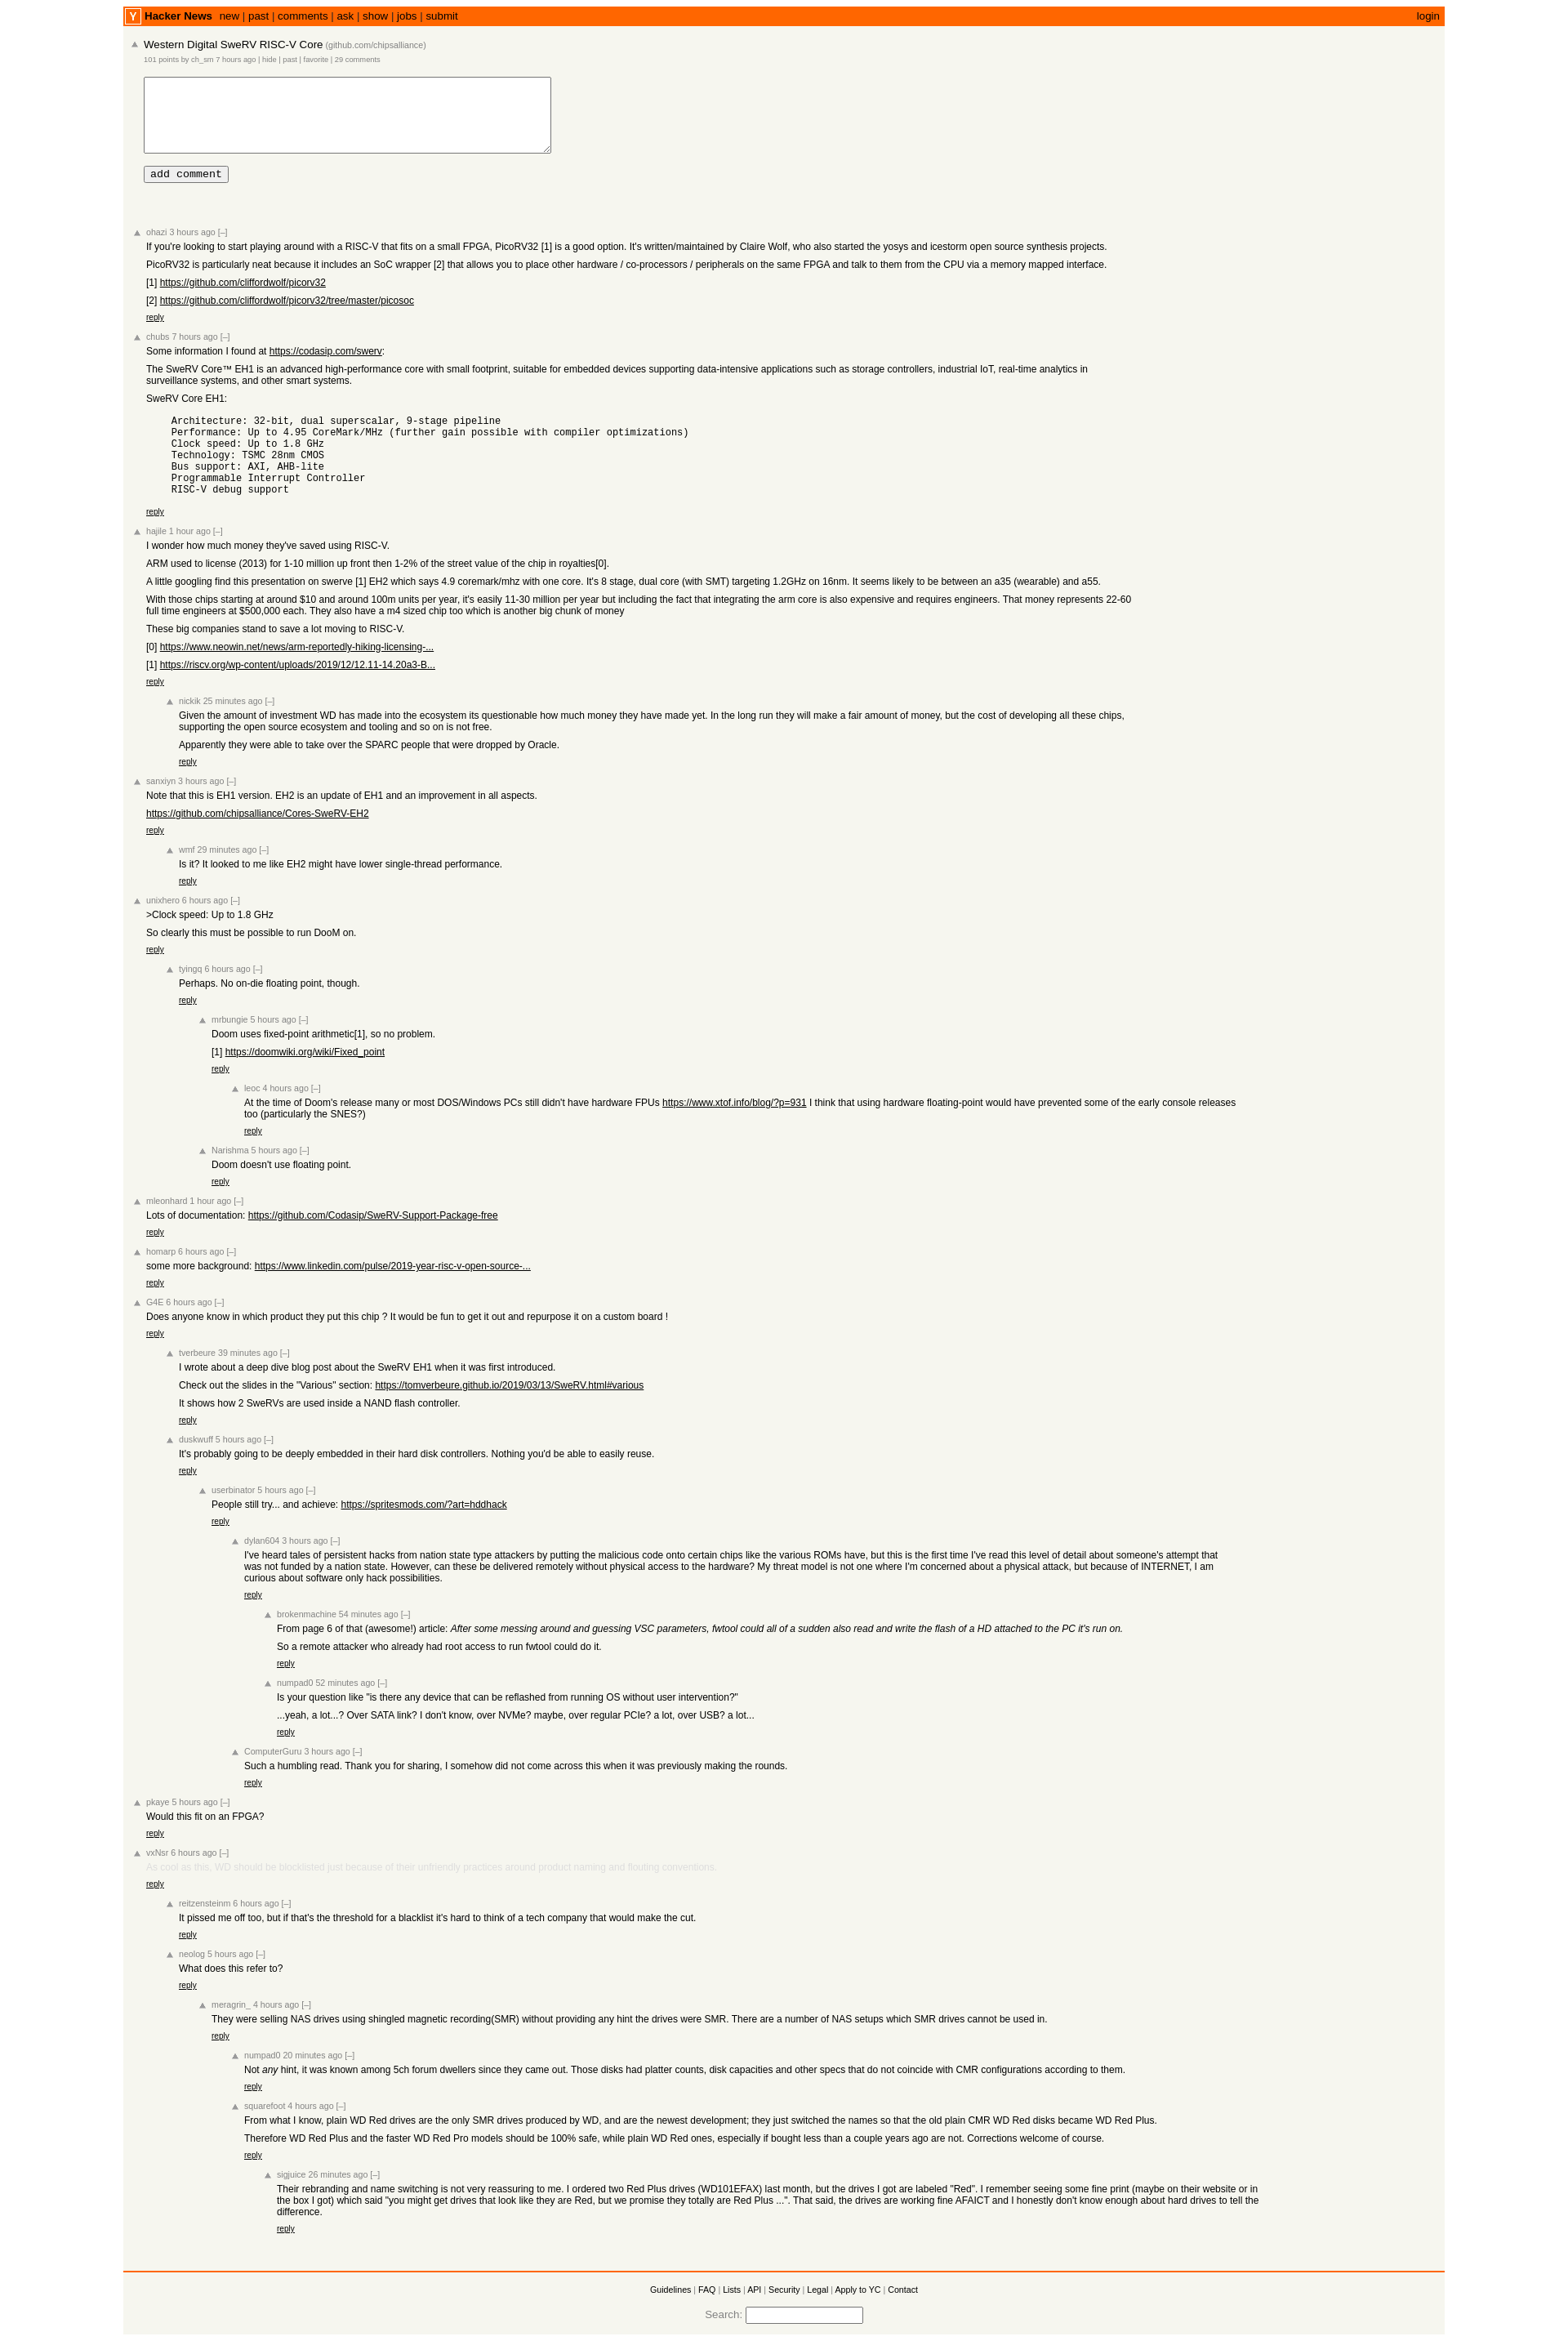 Y Hacker News new | past | comments | ask | show | jobs | submit login
Western Digital SweRV RISC-V Core (github.com/chipsalliance)
101 points by ch_sm 7 hours ago | hide | past | favorite | 29 comments
add comment
ohazi 3 hours ago [–]
If you're looking to start playing around with a RISC-V that fits on a small FPGA, PicoRV32 [1] is a good option. It's written/maintained by Claire Wolf, who also started the yosys and icestorm open source synthesis projects.
PicoRV32 is particularly neat because it includes an SoC wrapper [2] that allows you to place other hardware / co-processors / peripherals on the same FPGA and talk to them from the CPU via a memory mapped interface.
[1] https://github.com/cliffordwolf/picorv32
[2] https://github.com/cliffordwolf/picorv32/tree/master/picosoc
reply
chubs 7 hours ago [–]
Some information I found at https://codasip.com/swerv:
The SweRV Core™ EH1 is an advanced high-performance core with small footprint, suitable for embedded devices supporting data-intensive applications such as storage controllers, industrial IoT, real-time analytics in
surveillance systems, and other smart systems.
SweRV Core EH1:
Architecture: 32-bit, dual superscalar, 9-stage pipeline
Performance: Up to 4.95 CoreMark/MHz (further gain possible with compiler optimizations)
Clock speed: Up to 1.8 GHz
Technology: TSMC 28nm CMOS
Bus support: AXI, AHB-lite
Programmable Interrupt Controller
RISC-V debug support
reply
hajile 1 hour ago [–]
I wonder how much money they've saved using RISC-V.
ARM used to license (2013) for 1-10 million up front then 1-2% of the street value of the chip in royalties[0].
A little googling find this presentation on swerve [1] EH2 which says 4.9 coremark/mhz with one core. It's 8 stage, dual core (with SMT) targeting 1.2GHz on 16nm. It seems likely to be between an a35 (wearable) and a55.
With those chips starting at around $10 and around 100m units per year, it's easily 11-30 million per year but including the fact that integrating the arm core is also expensive and requires engineers. That money represents 22-60
full time engineers at $500,000 each. They also have a m4 sized chip too which is another big chunk of money
These big companies stand to save a lot moving to RISC-V.
[0] https://www.neowin.net/news/arm-reportedly-hiking-licensing-...
[1] https://riscv.org/wp-content/uploads/2019/12/12.11-14.20a3-B...
reply
nickik 25 minutes ago [–]
Given the amount of investment WD has made into the ecosystem its questionable how much money they have made yet. In the long run they will make a fair amount of money, but the cost of developing all these chips,
supporting the open source ecosystem and tooling and so on is not free.
Apparently they were able to take over the SPARC people that were dropped by Oracle.
reply
sanxiyn 3 hours ago [–]
Note that this is EH1 version. EH2 is an update of EH1 and an improvement in all aspects.
https://github.com/chipsalliance/Cores-SweRV-EH2
reply
wmf 29 minutes ago [–]
Is it? It looked to me like EH2 might have lower single-thread performance.
reply
unixhero 6 hours ago [–]
>Clock speed: Up to 1.8 GHz
So clearly this must be possible to run DooM on.
reply
tyingq 6 hours ago [–]
Perhaps. No on-die floating point, though.
reply
mrbungie 5 hours ago [–]
Doom uses fixed-point arithmetic[1], so no problem.
[1] https://doomwiki.org/wiki/Fixed_point
reply
leoc 4 hours ago [–]
At the time of Doom's release many or most DOS/Windows PCs still didn't have hardware FPUs https://www.xtof.info/blog/?p=931 I think that using hardware floating-point would have prevented some of the early console releases
too (particularly the SNES?)
reply
Narishma 5 hours ago [–]
Doom doesn't use floating point.
reply
mleonhard 1 hour ago [–]
Lots of documentation: https://github.com/Codasip/SweRV-Support-Package-free
reply
homarp 6 hours ago [–]
some more background: https://www.linkedin.com/pulse/2019-year-risc-v-open-source-...
reply
G4E 6 hours ago [–]
Does anyone know in which product they put this chip ? It would be fun to get it out and repurpose it on a custom board !
reply
tverbeure 39 minutes ago [–]
I wrote about a deep dive blog post about the SweRV EH1 when it was first introduced.
Check out the slides in the "Various" section: https://tomverbeure.github.io/2019/03/13/SweRV.html#various
It shows how 2 SweRVs are used inside a NAND flash controller.
reply
duskwuff 5 hours ago [–]
It's probably going to be deeply embedded in their hard disk controllers. Nothing you'd be able to easily reuse.
reply
userbinator 5 hours ago [–]
People still try... and achieve: https://spritesmods.com/?art=hddhack
reply
dylan604 3 hours ago [–]
I've heard tales of persistent hacks from nation state type attackers by putting the malicious code onto certain chips like the various ROMs have, but this is the first time I've read this level of detail about someone's attempt that
was not funded by a nation state. However, can these be delivered remotely without physical access to the hardware? My threat model is not one where I'm concerned about a physical attack, but because of INTERNET, I am
curious about software only hack possibilities.
reply
brokenmachine 54 minutes ago [–]
From page 6 of that (awesome!) article: After some messing around and guessing VSC parameters, fwtool could all of a sudden also read and write the flash of a HD attached to the PC it's run on.
So a remote attacker who already had root access to run fwtool could do it.
reply
numpad0 52 minutes ago [–]
Is your question like "is there any device that can be reflashed from running OS without user intervention?"
...yeah, a lot...? Over SATA link? I don't know, over NVMe? maybe, over regular PCIe? a lot, over USB? a lot...
reply
ComputerGuru 3 hours ago [–]
Such a humbling read. Thank you for sharing, I somehow did not come across this when it was previously making the rounds.
reply
pkaye 5 hours ago [–]
Would this fit on an FPGA?
reply
vxNsr 6 hours ago [–]
As cool as this, WD should be blocklisted just because of their unfriendly practices around product naming and flouting conventions.
reply
reitzensteinm 6 hours ago [–]
It pissed me off too, but if that's the threshold for a blacklist it's hard to think of a tech company that would make the cut.
reply
neolog 5 hours ago [–]
What does this refer to?
reply
meragrin_ 4 hours ago [–]
They were selling NAS drives using shingled magnetic recording(SMR) without providing any hint the drives were SMR. There are a number of NAS setups which SMR drives cannot be used in.
reply
numpad0 20 minutes ago [–]
Not any hint, it was known among 5ch forum dwellers since they came out. Those disks had platter counts, disk capacities and other specs that do not coincide with CMR configurations according to them.
reply
squarefoot 4 hours ago [–]
From what I know, plain WD Red drives are the only SMR drives produced by WD, and are the newest development; they just switched the names so that the old plain CMR WD Red disks became WD Red Plus.
Therefore WD Red Plus and the faster WD Red Pro models should be 100% safe, while plain WD Red ones, especially if bought less than a couple years ago are not. Corrections welcome of course.
reply
sigjuice 26 minutes ago [–]
Their rebranding and name switching is not very reassuring to me. I ordered two Red Plus drives (WD101EFAX) last month, but the drives I got are labeled "Red". I remember seeing some fine print (maybe on their website or in
the box I got) which said "you might get drives that look like they are Red, but we promise they totally are Red Plus ...". That said, the drives are working fine AFAICT and I honestly don't know enough about hard drives to tell the
difference.
reply
Guidelines | FAQ | Lists | API | Security | Legal | Apply to YC | Contact
Search: